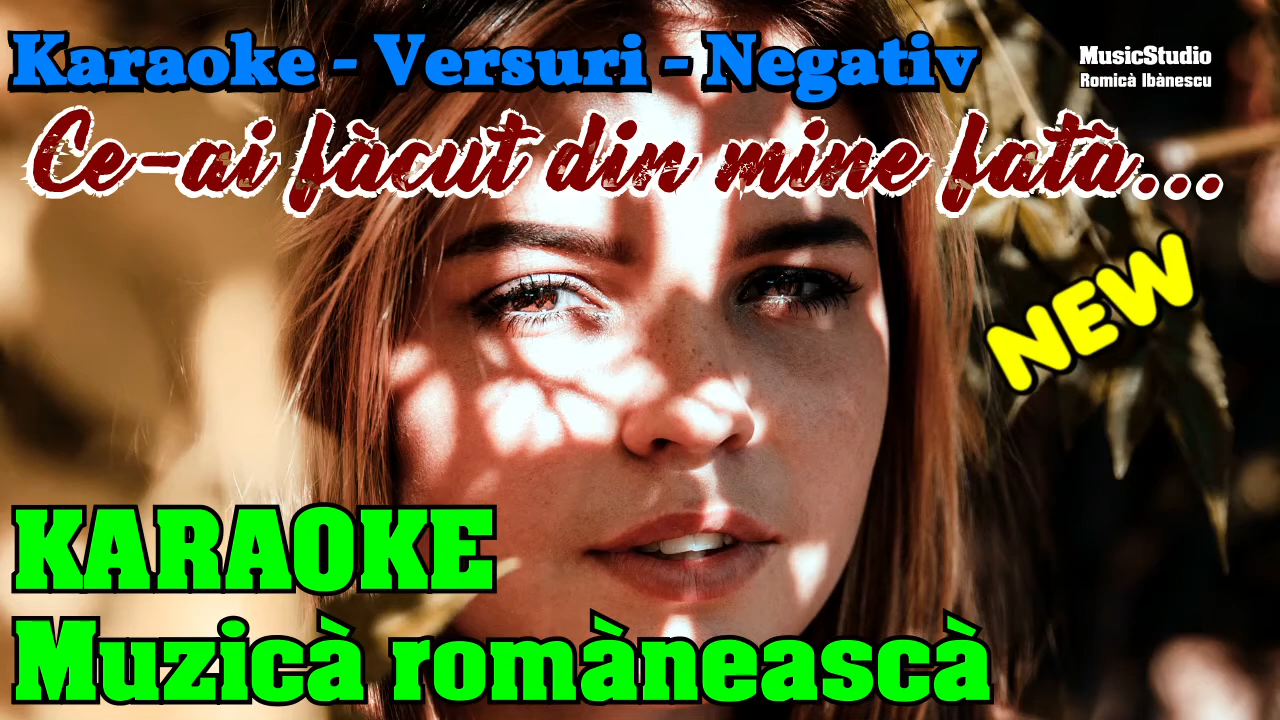 Karaoke - Versuri - Negativ
MusicStudio
Romicà Ibànescu
Ce-ai fàcut din mine fatà...
NEW
KARAOKE
Muzicà romàneascà